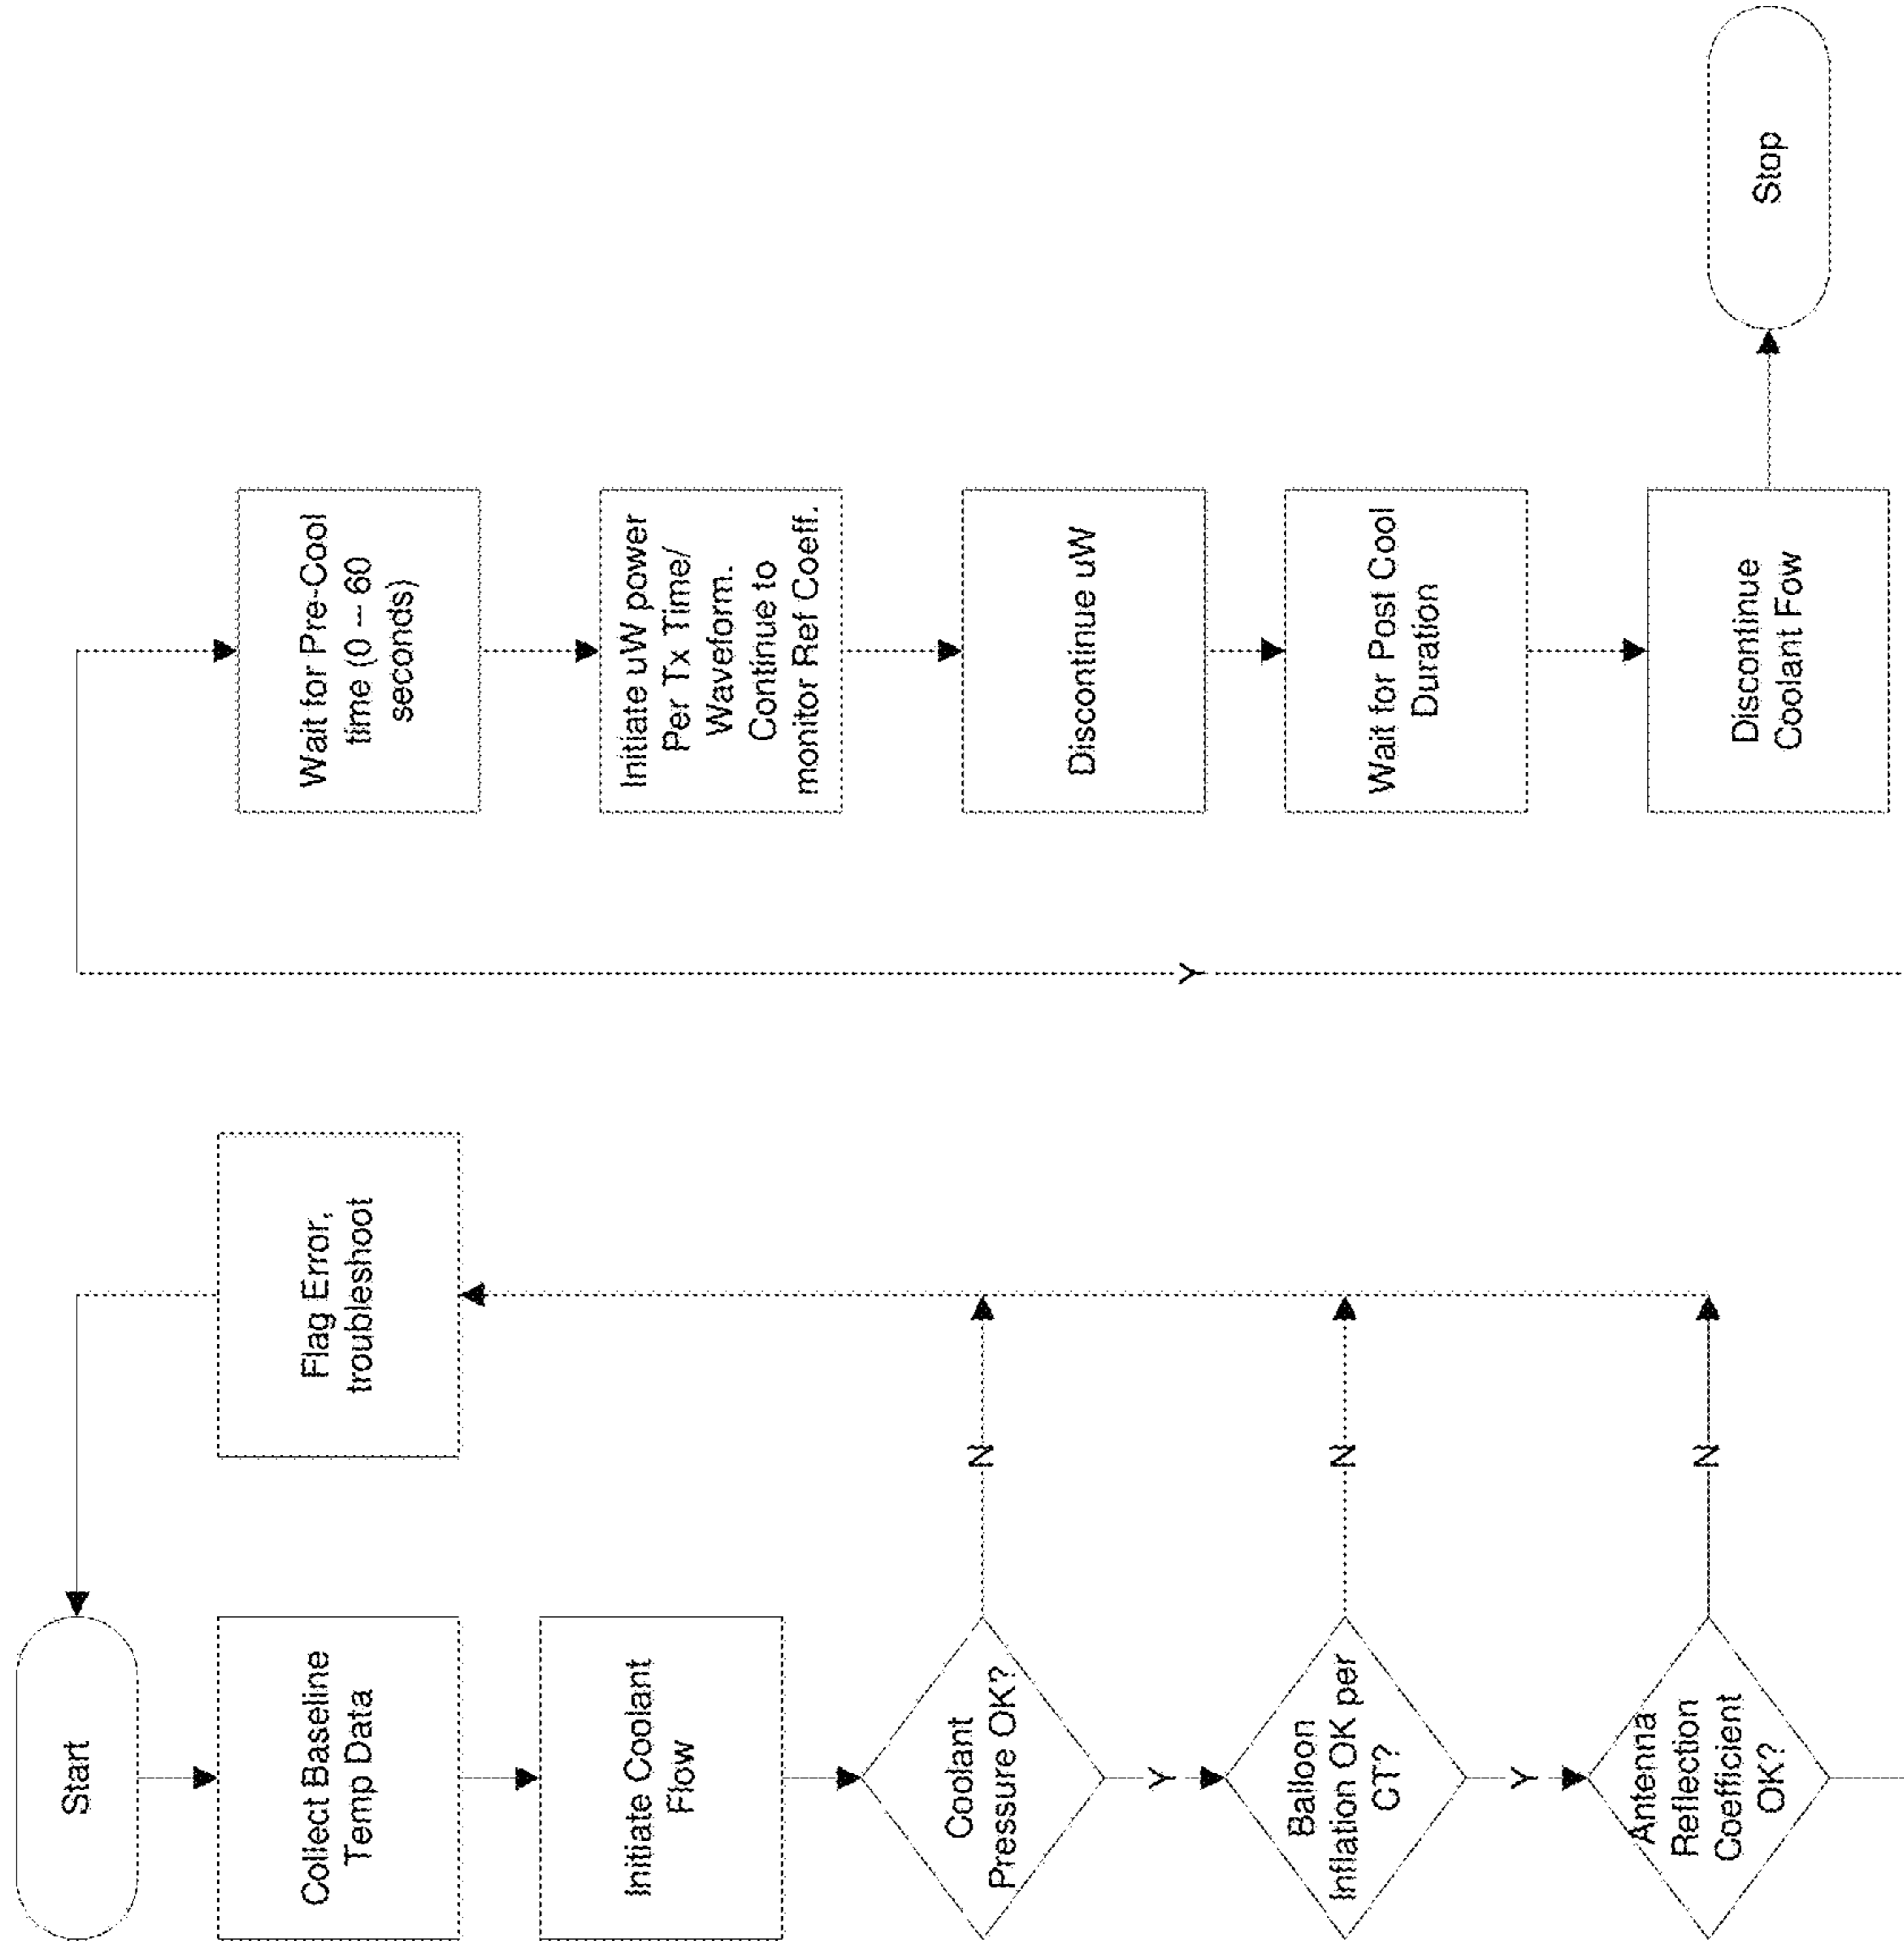 Start
Collect Baseline
Temp Data
Initiate Coolant
Flow
Coolant
Pressure OK?
N
Y
Balloon
Inflation OK per
CT?
N
Y
Antenna
Reflection
Coefficient
OK?
N
Flag Error,
troubleshoot
Y
Wait for Pre-Cool
time (0 – 60
seconds)
Initiate uW power
Per Tx Time/
Waveform.
Continue to
monitor Ref Coeff.
Discontinue uW
Wait for Post Cool
Duration
Discontinue
Coolant Fow
Stop